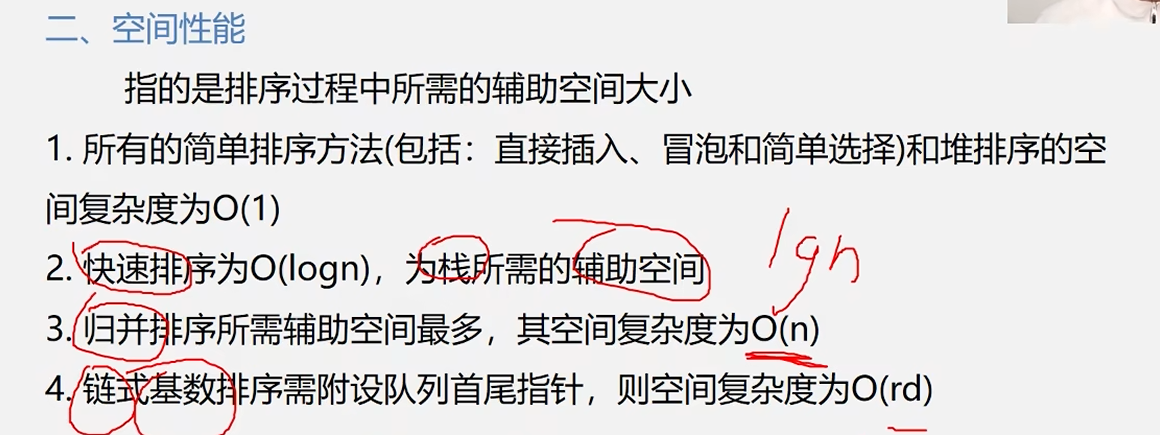 二、空间性能
指的是排序过程中所需的辅助空间大小
1. 所有的简单排序方法(包括：直接插入、冒泡和简单选择)和堆排序的空
间复杂度为O(1)
lgn
2. 快速排序为O(logn)，为栈所需的辅助空间
3. 归并排序所需辅助空间最多，其空间复杂度为O(n)
4. 链式基数排序需附设队列首尾指针，则空间复杂度为O(rd)